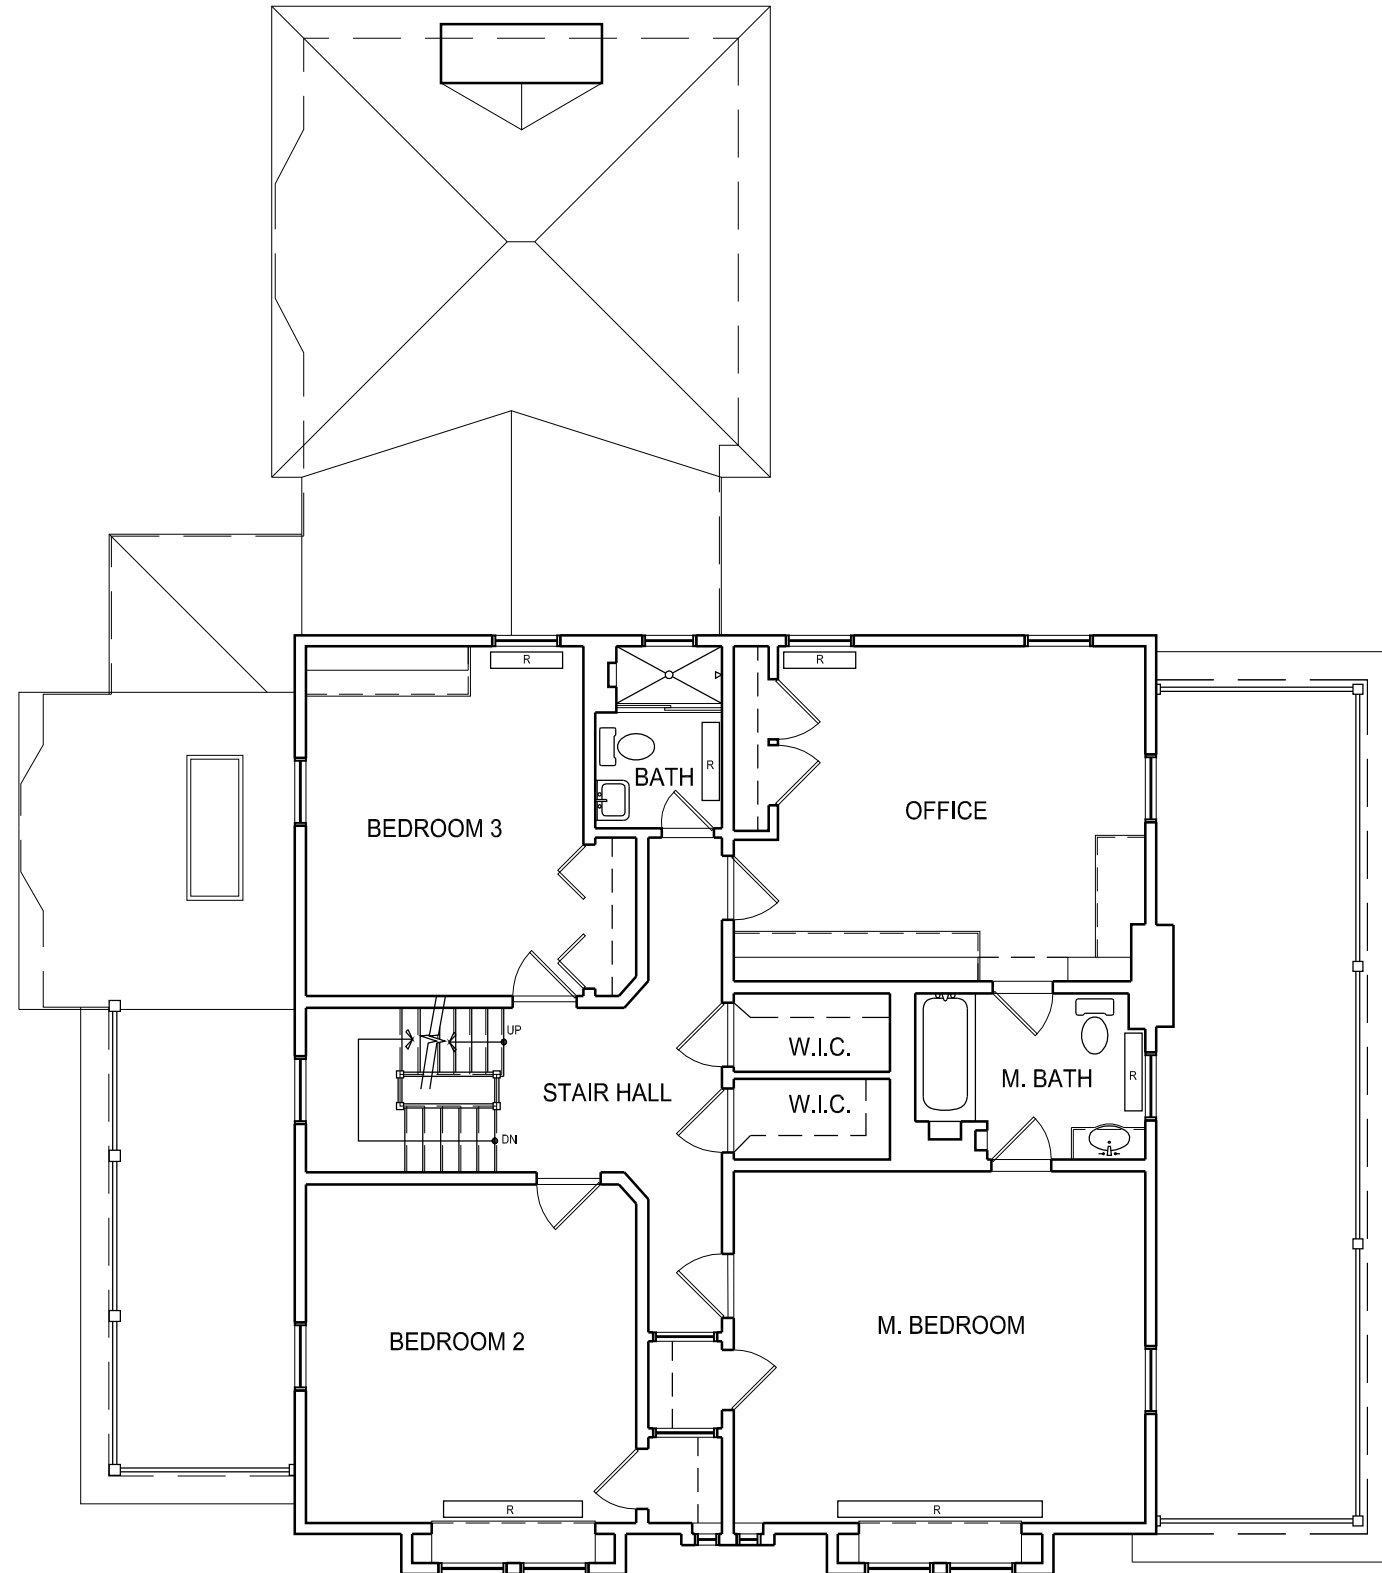 R
R
R
BATH
OFFICE
BEDROOM 3
UP
W.I.C.
STAIR HALL
M. BATH
R
W.I.C.
DN
M. BEDROOM
BEDROOM 2
R
R